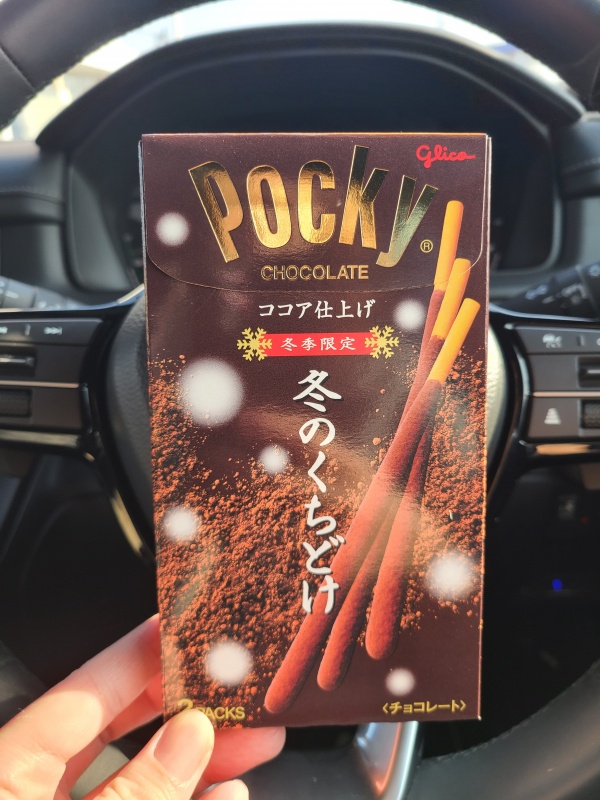 Glico
POCKY®
CHOCOLATE
ココア仕上げ
冬季限定
冬のくちどけ
2 PACKS
〈チョコレート〉